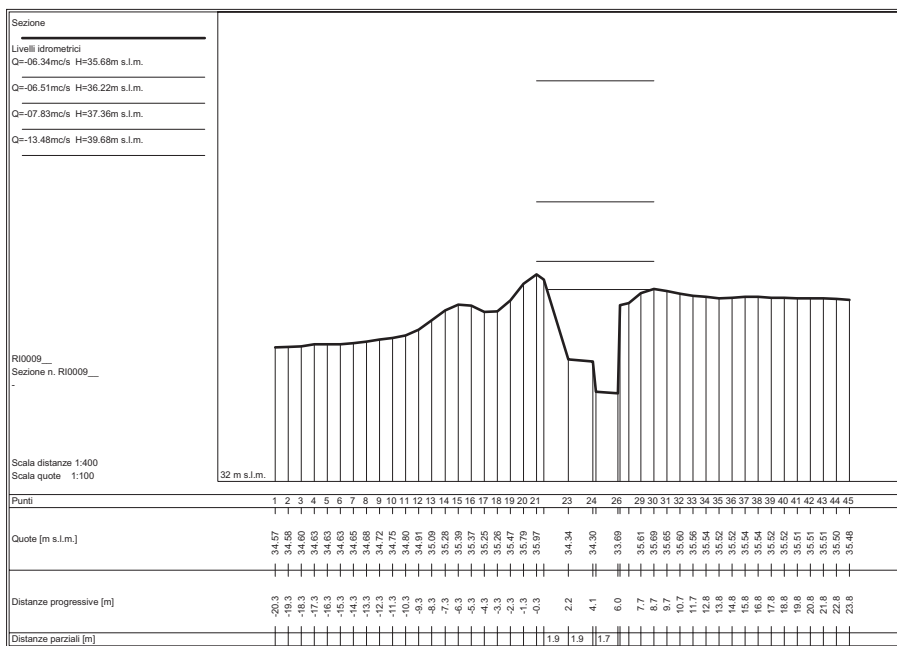 Sezione
Livelli idrometrici
Q=-06.34mc/s H=35.68m s.l.m.
Q=-06.51mc/s H=36.22m s.l.m.
Q=-07.83mc/s H=37.36m s.l.m.
Q=-13.48mc/s H=39.68m s.l.m.
RI0009__
Sezione n. RI0009__
-
Scala distanze 1:400
Scala quote 1:100
32 m s.l.m.
Punti 1 2 3 4 5 6 7 8 9 10 11 12 13 14 15 16 17 18 19 20 21 23 24 26 29 30 31 32 33 34 35 36 37 38 39 40 41 42 43 44 45
Quote [m s.l.m.] 34.57 34.58 34.60 34.63 34.63 34.63 34.65 34.68 34.72 34.75 34.80 34.91 35.09 35.28 35.39 35.37 35.25 35.26 35.47 35.79 35.97 34.34 34.30 33.69 35.61 35.69 35.65 35.60 35.56 35.54 35.52 35.52 35.54 35.54 35.52 35.52 35.51 35.51 35.51 35.50 35.48
Distanze progressive [m] -20.3 -19.3 -18.3 -17.3 -16.3 -15.3 -14.3 -13.3 -12.3 -11.3 -10.3 -9.3 -8.3 -7.3 -6.3 -5.3 -4.3 -3.3 -2.3 -1.3 -0.3 2.2 4.1 6.0 7.7 8.7 9.7 10.7 11.7 12.8 13.8 14.8 15.8 16.8 17.8 18.8 19.8 20.8 21.8 22.8 23.8
Distanze parziali [m] 1.9 1.9 1.7